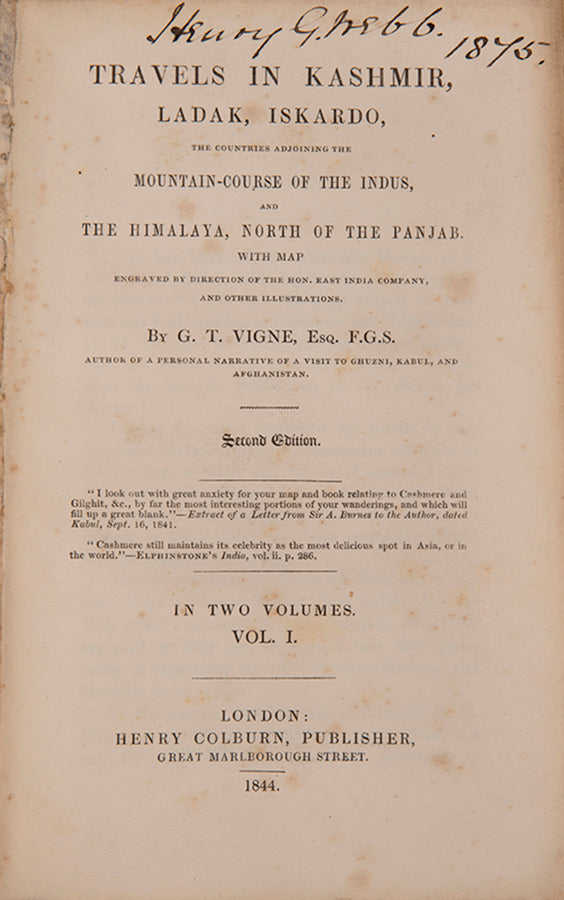 Henry G. Webb.
1875.
TRAVELS IN KASHMIR,
LADAK, ISKARDO,
THE COUNTRIES ADJOINING THE
MOUNTAIN-COURSE OF THE INDUS,
AND
THE HIMALAYA, NORTH OF THE PANJAB.
WITH MAP
ENGRAVED BY DIRECTION OF THE HON. EAST INDIA COMPANY,
AND OTHER ILLUSTRATIONS.
BY G. T. VIGNE, ESQ. F.G.S.
AUTHOR OF A PERSONAL NARRATIVE OF A VISIT TO GHUZNI, KABUL, AND
AFGHANISTAN.
Second Edition.
"I look out with great anxiety for your map and book relating to Cashmere and
Gilghit, &c., by far the most interesting portions of your wanderings, and which will
fill up a great blank."—Extract of a Letter from Sir A. Burnes to the Author, dated
Kabul, Sept. 16, 1841.
"Cashmere still maintains its celebrity as the most delicious spot in Asia, or in
the world."—ELPHINSTONE'S India, vol. ii. p. 286.
IN TWO VOLUMES.
VOL. I.
LONDON:
HENRY COLBURN, PUBLISHER,
GREAT MARLBOROUGH STREET.
1844.